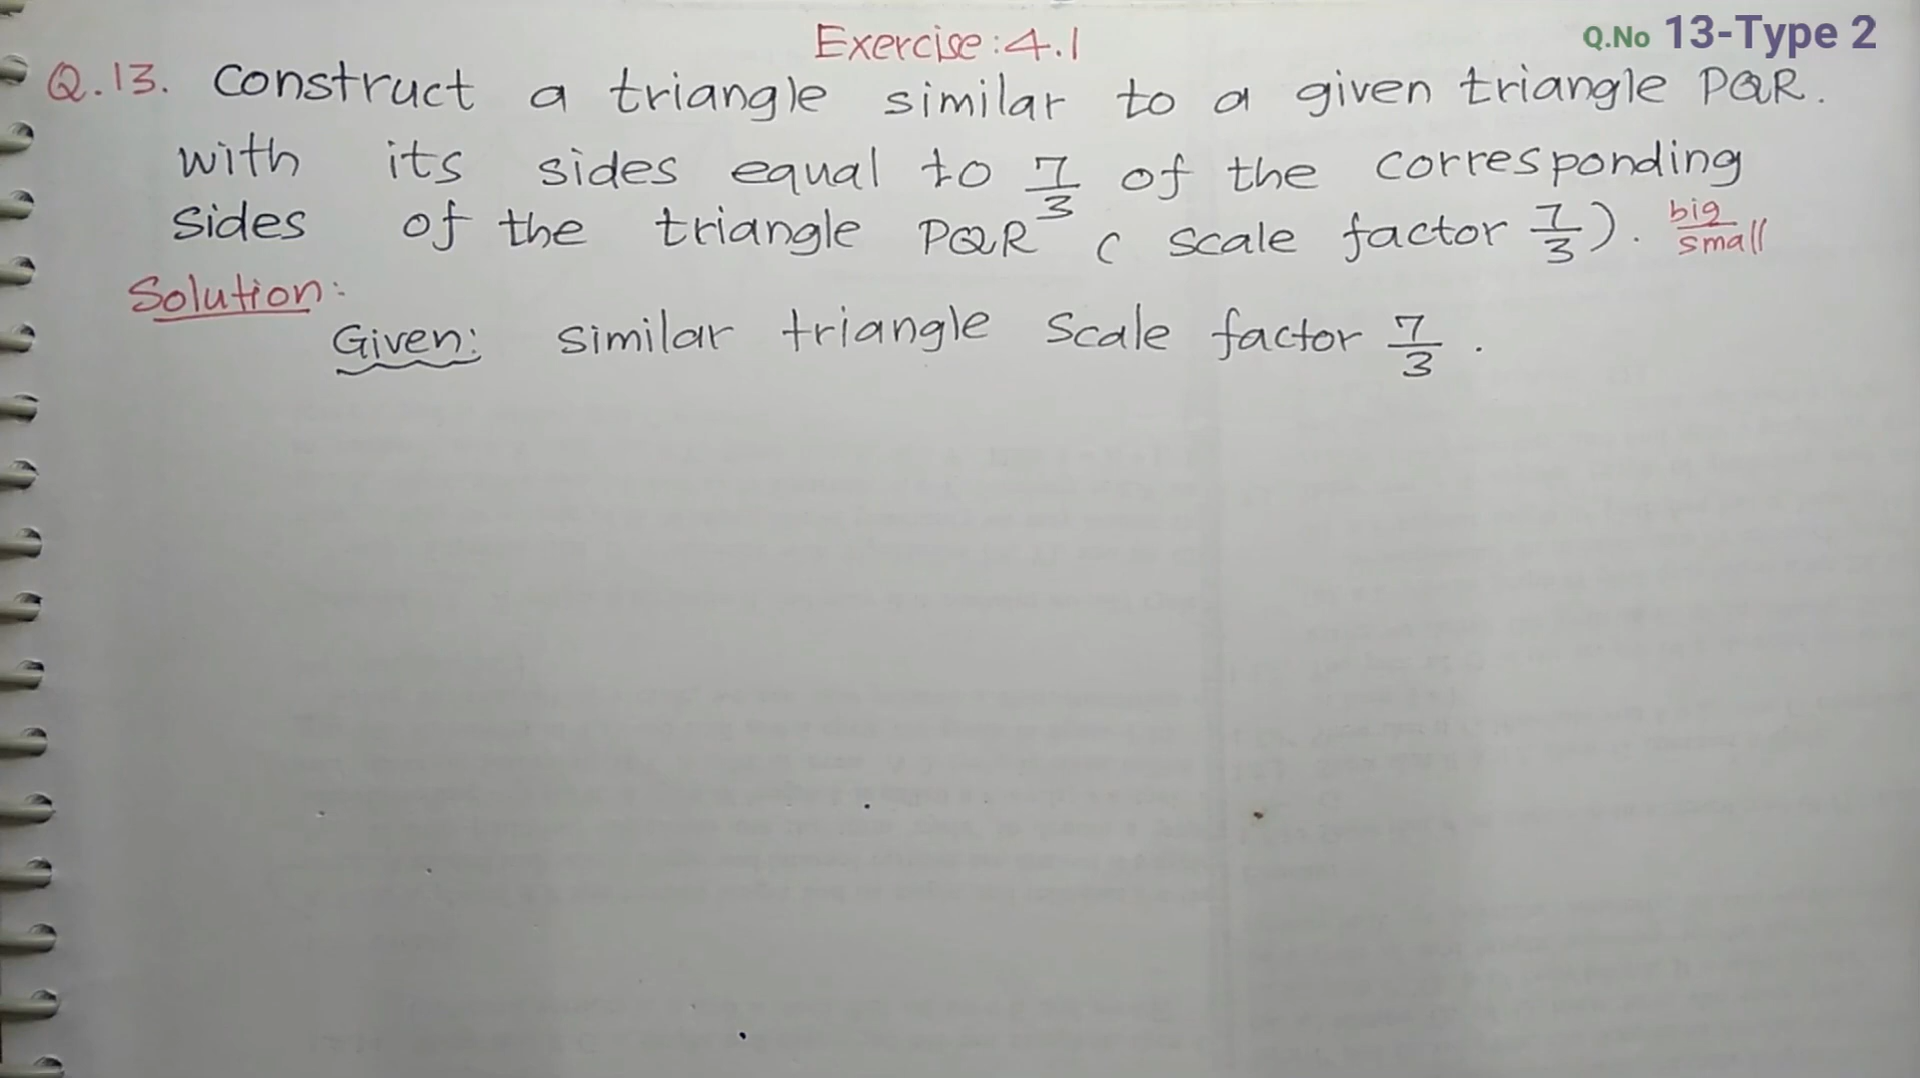 Exercise:4.1
Q.No 13-Type 2
Q.13. Construct a triangle similar to a given triangle PQR.
with its sides equal to 7/3 of the corresponding
sides of the triangle PQR ( scale factor 7/3). big/small
Solution:
Given: similar triangle scale factor 7/3.